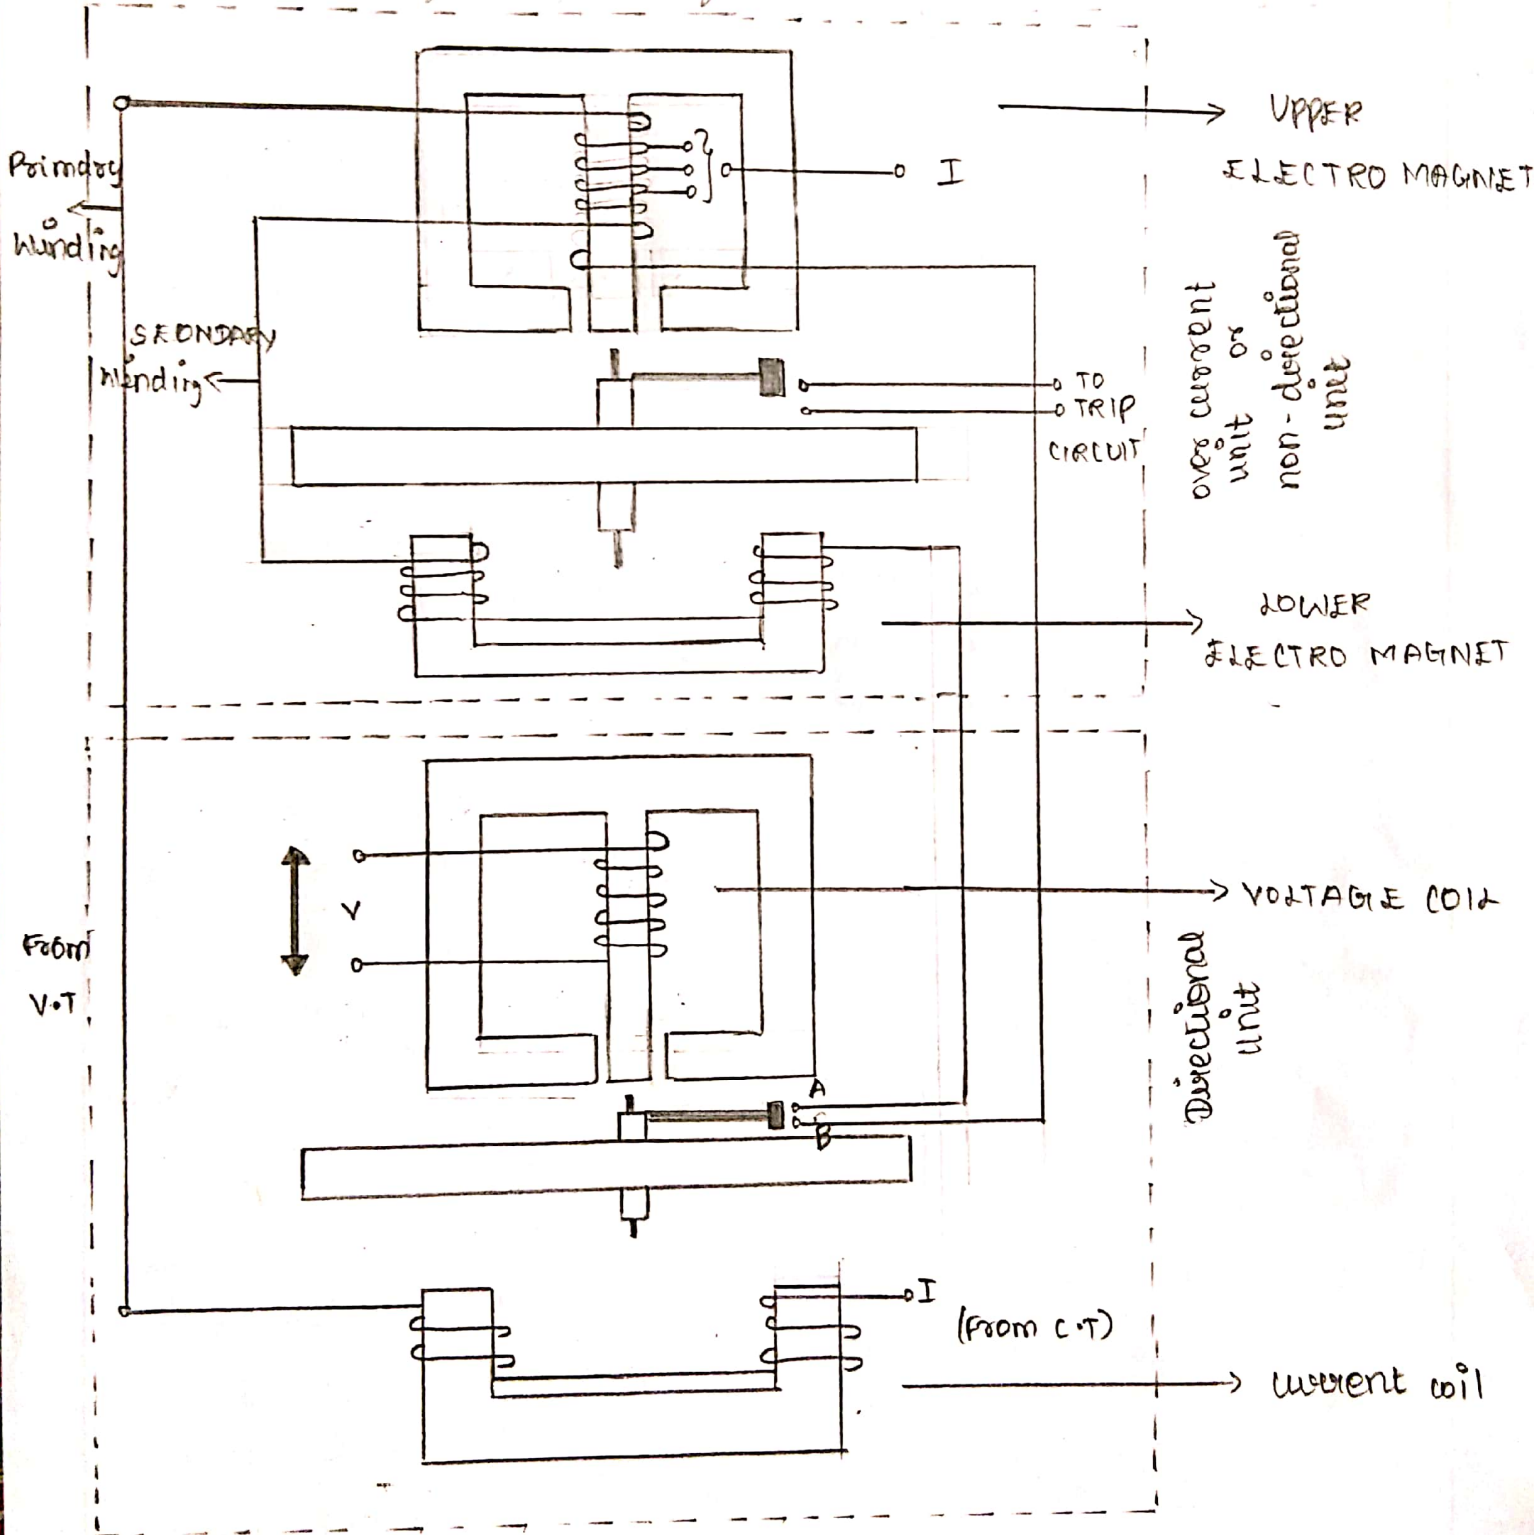 UPPER
ELECTRO MAGNET
I
Primary
Winding
SEONDARY
Winding
over current
unit or
non-directional
unit
TO
TRIP
CIRCUIT
LOWER
ELECTRO MAGNET
V
From
V.T
VOLTAGE COIL
Directional
unit
A
C
B
I
(From C.T)
current coil